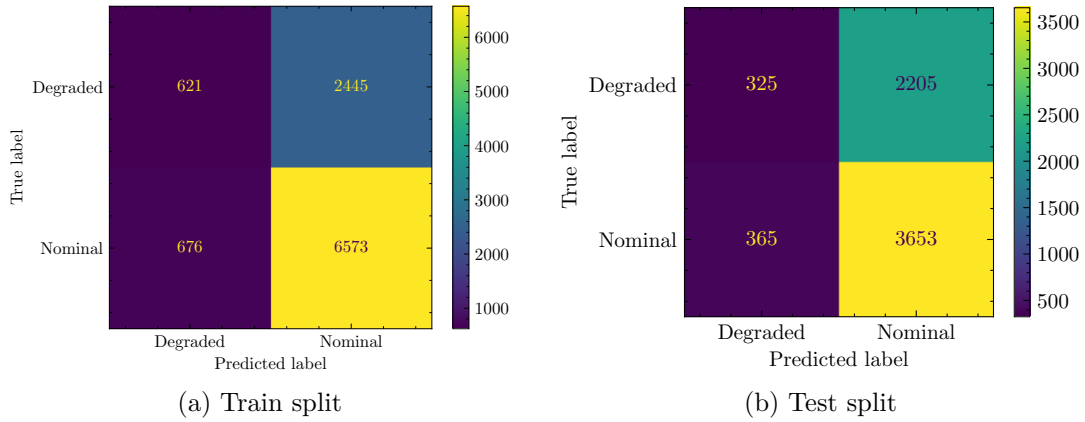 True label
Degraded
Nominal
621
2445
676
6573
Degraded
Nominal
Predicted label
6000
5000
4000
3000
2000
1000
(a) Train split
True label
Degraded
Nominal
325
2205
365
3653
Degraded
Nominal
Predicted label
3500
3000
2500
2000
1500
1000
500
(b) Test split